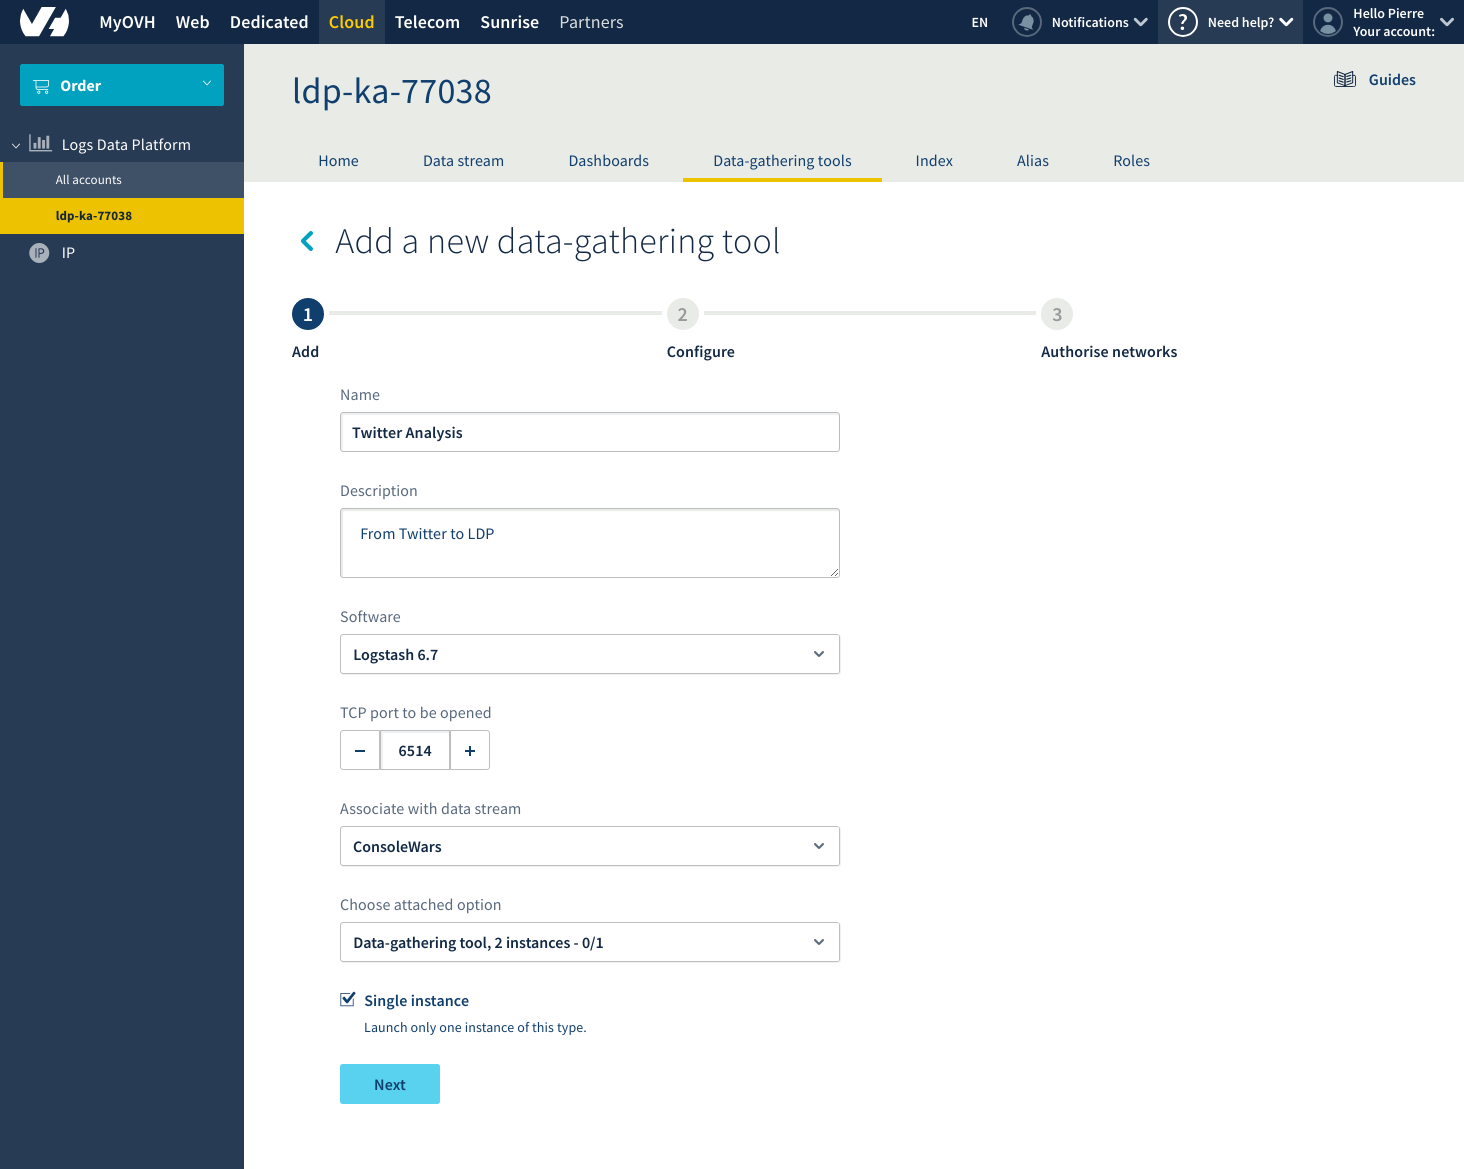 MyOVH Web Dedicated Cloud Telecom Sunrise Partners EN Notifications ? Need help? Hello Pierre
Your account:
Order
Logs Data Platform
All accounts
ldp-ka-77038
IP IP
ldp-ka-77038
Guides
Home Data stream Dashboards Data-gathering tools Index Alias Roles
Add a new data-gathering tool
1 2 3
Add Configure Authorise networks
Name
Twitter Analysis
Description
From Twitter to LDP
Software
Logstash 6.7
TCP port to be opened
− 6514 +
Associate with data stream
ConsoleWars
Choose attached option
Data-gathering tool, 2 instances - 0/1
Single instance
Launch only one instance of this type.
Next